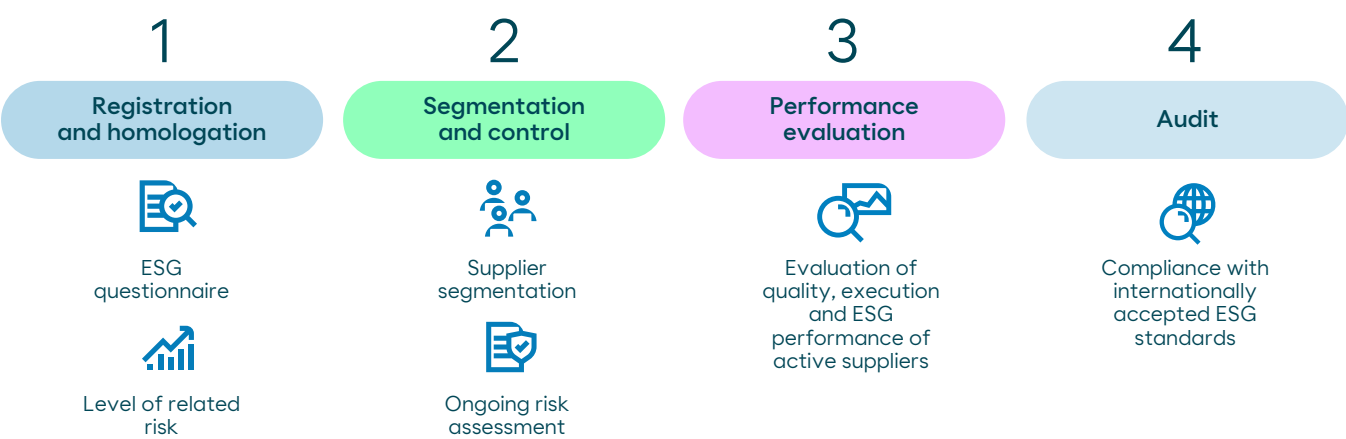 1
Registration
and homologation
ESG
questionnaire
Level of related
risk
2
Segmentation
and control
Supplier
segmentation
Ongoing risk
assessment
3
Performance
evaluation
Evaluation of
quality, execution
and ESG
performance of
active suppliers
4
Audit
Compliance with
internationally
accepted ESG
standards